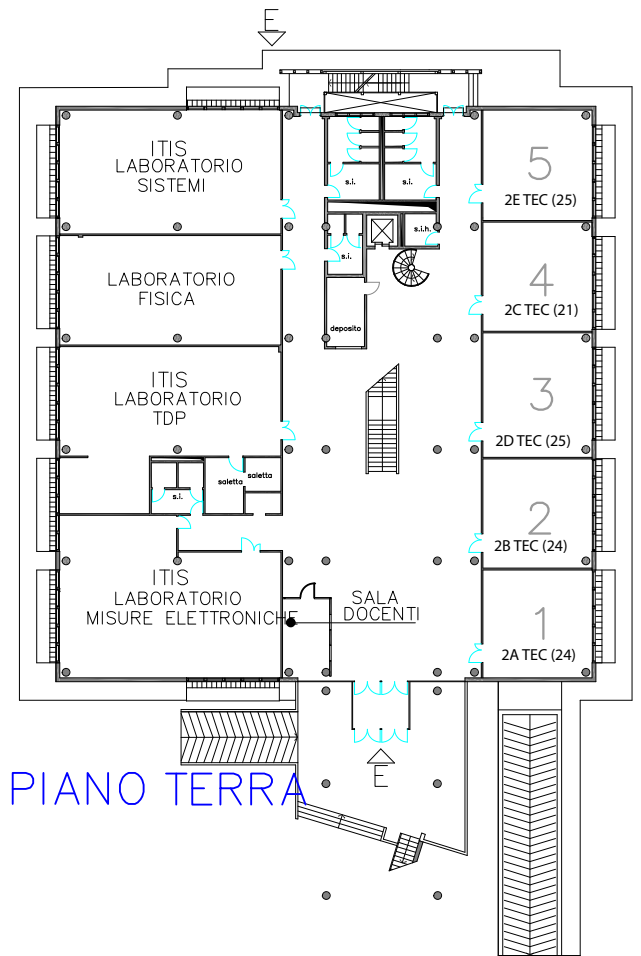 E
ITIS
LABORATORIO
SISTEMI
s.i.
s.i.
5
2E TEC (25)
s.i.h.
s.i.
LABORATORIO
FISICA
4
2C TEC (21)
deposito
ITIS
LABORATORIO
TDP
3
2D TEC (25)
saletta
saletta
s.i.
2
2B TEC (24)
ITIS
LABORATORIO
MISURE ELETTRONICHE
SALA
DOCENTI
1
2A TEC (24)
E
PIANO TERRA